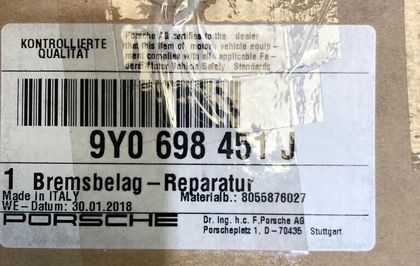 KONTROLLIERTE
QUALITÄT
Porsche AG certifies to the dealer
that this item of motor vehicle equip-
ment complies with all applicable Fe-
deral Motor Vehicle Safety Standards
9Y0 698 451 J
1 Bremsbelag-Reparatur
Made in ITALY Materialb.: 8055876027
WE-Datum: 30.01.2018
PORSCHE
Dr. Ing. h.c. F.Porsche AG
Porscheplatz 1, D-70435 Stuttgart